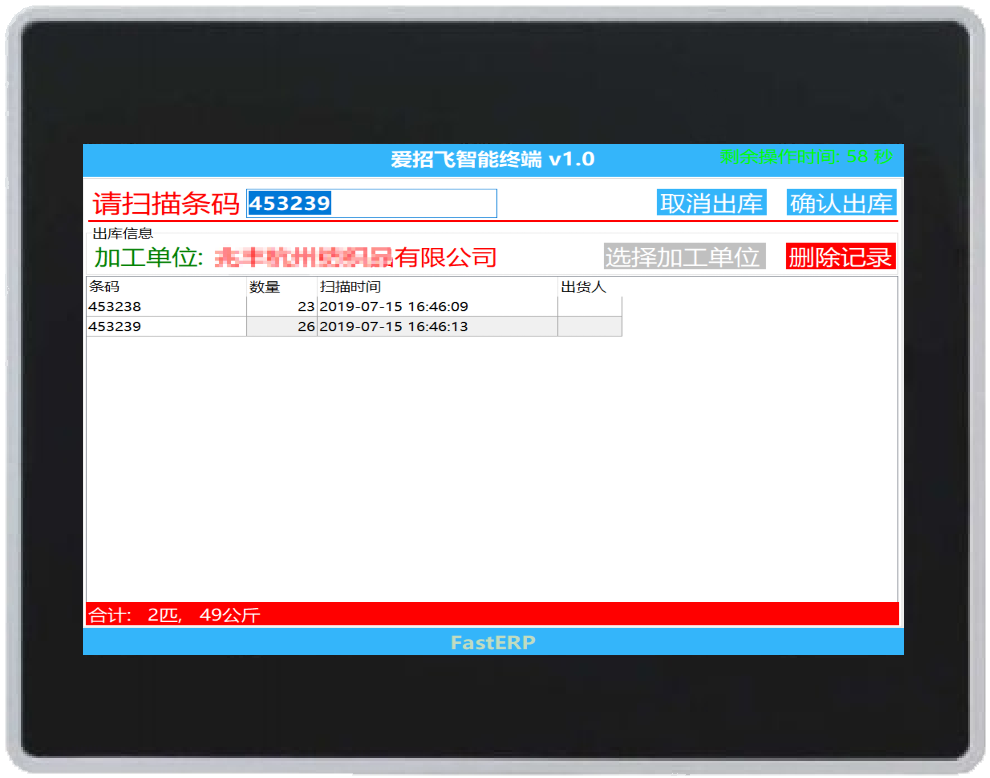 爱招飞智能终端 v1.0
剩余操作时间: 58 秒
请扫描条码 453239 取消出库 确认出库
出库信息
加工单位: 有限公司 选择加工单位 删除记录
条码 数量 扫描时间 出货人
453238 23 2019-07-15 16:46:09
453239 26 2019-07-15 16:46:13
合计: 2匹, 49公斤
FastERP